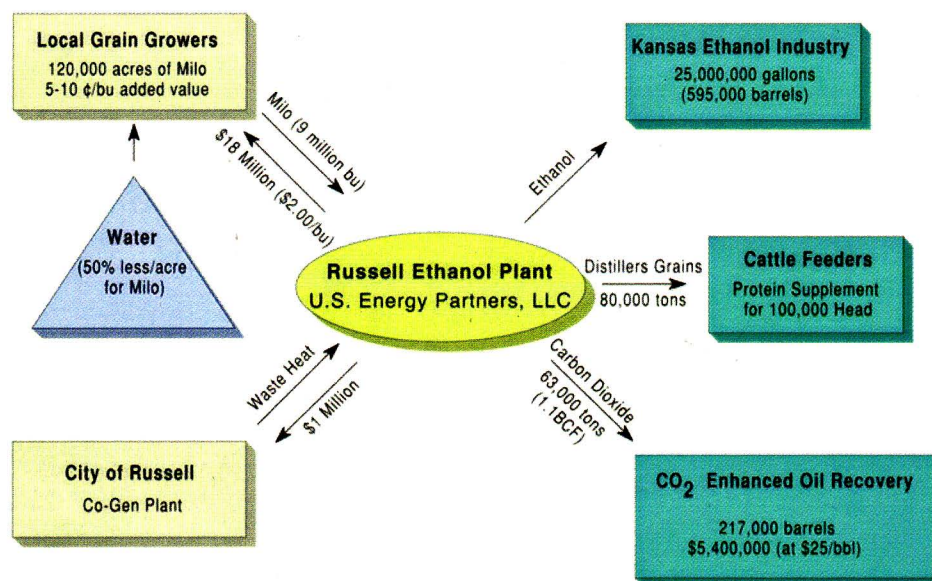 Local Grain Growers
120,000 acres of Milo
5-10 ¢/bu added value
Kansas Ethanol Industry
25,000,000 gallons
(595,000 barrels)
Milo (9 million bu)
$18 Million ($2.00/bu)
Ethanol
Water
(50% less/acre
for Milo)
Russell Ethanol Plant
U.S. Energy Partners, LLC
Distillers Grains
80,000 tons
Cattle Feeders
Protein Supplement
for 100,000 Head
Waste Heat
$1 Million
Carbon Dioxide
63,000 tons
(1.1BCF)
City of Russell
Co-Gen Plant
CO₂ Enhanced Oil Recovery
217,000 barrels
$5,400,000 (at $25/bbl)